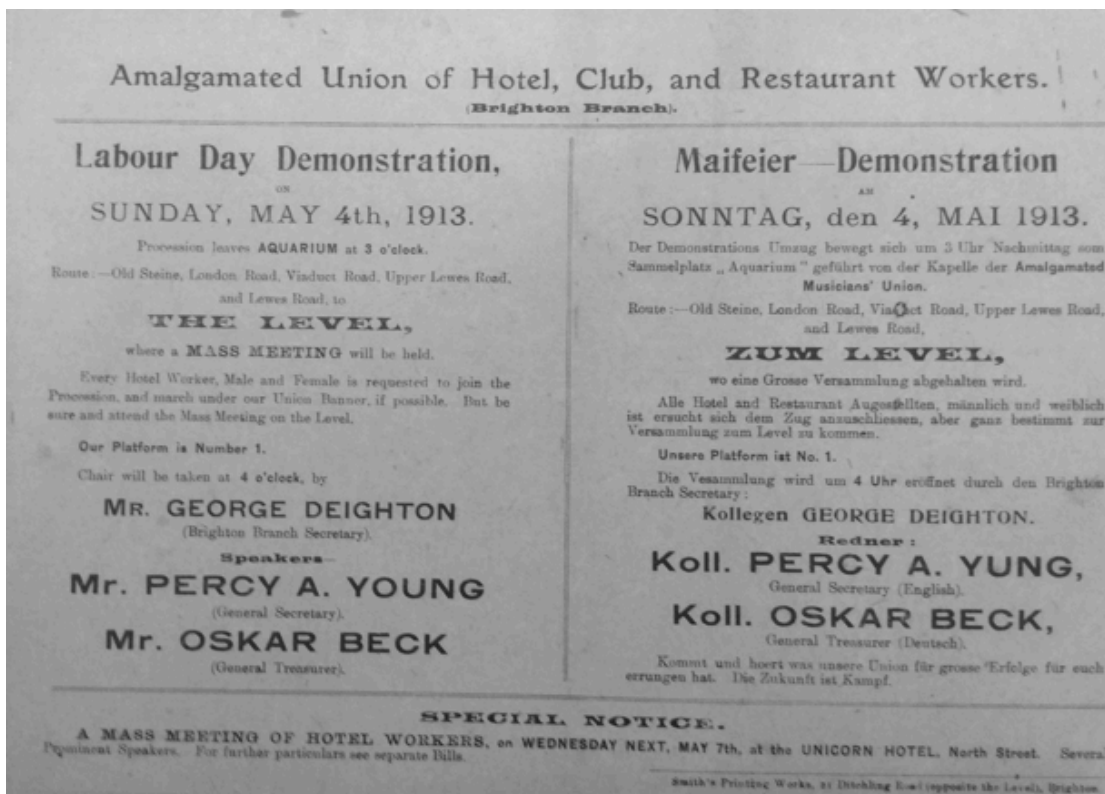 Amalgamated Union of Hotel, Club, and Restaurant Workers.
(Brighton Branch).
Labour Day Demonstration,
ON
SUNDAY, MAY 4th, 1913.
Procession leaves AQUARIUM at 3 o'clock.
Route:—Old Steine, London Road, Viaduct Road, Upper Lewes Road,
and Lewes Road, to
THE LEVEL,
where a MASS MEETING will be held.
Every Hotel Worker, Male and Female is requested to join the
Procession, and march under our Union Banner, if possible. But be
sure and attend the Mass Meeting on the Level.
Our Platform is Number 1.
Chair will be taken at 4 o'clock, by
MR. GEORGE DEIGHTON
(Brighton Branch Secretary).
Speakers—
Mr. PERCY A. YOUNG
(General Secretary).
Mr. OSKAR BECK
(General Treasurer).
Maifeier—Demonstration
AM
SONNTAG, den 4, MAI 1913.
Der Demonstrations Umzug bewegt sich um 3 Uhr Nachmittag som
Sammelplatz „ Aquarium " geführt von der Kapelle der Amalgamated
Musicians' Union.
Route:—Old Steine, London Road, Viaduct Road, Upper Lewes Road,
and Lewes Road,
ZUM LEVEL,
wo eine Grosse Versammlung abgehalten wird.
Alle Hotel and Restaurant Augestellten, männlich und weiblich
ist ersucht sich dem Zug anzuschliessen, aber ganz bestimmt zur
Versammlung zum Level zu kommen.
Unsere Platform ist No. 1.
Die Vesammlung wird um 4 Uhr eröffnet durch den Brighton
Branch Secretary:
Kollegen GEORGE DEIGHTON.
Redner:
Koll. PERCY A. YUNG,
General Secretary (English).
Koll. OSKAR BECK,
General Treasurer (Deutsch).
Kommt und hoert was unsere Union für grosse Erfolge für euch
errungen hat. Die Zukunft ist Kampf.
SPECIAL NOTICE.
A MASS MEETING OF HOTEL WORKERS, on WEDNESDAY NEXT, MAY 7th, at the UNICORN HOTEL, North Street. Severa
Prominent Speakers. For further particulars see separate Bills.
Smith's Printing Works, Ditchling Road (opposite the Level), Brighton